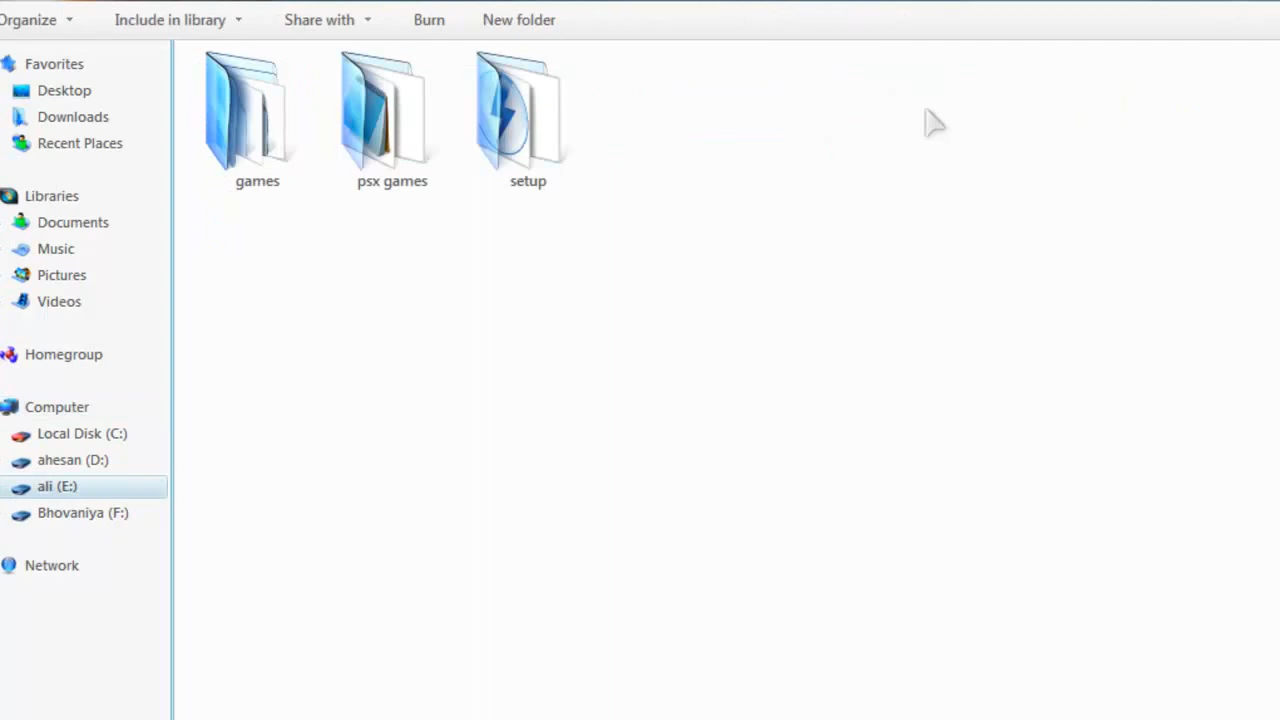 Organize Include in library Share with Burn New folder
Favorites
Desktop
Downloads
Recent Places
Libraries
Documents
Music
Pictures
Videos
Homegroup
Computer
Local Disk (C:)
ahesan (D:)
ali (E:)
Bhovaniya (F:)
Network
games psx games setup